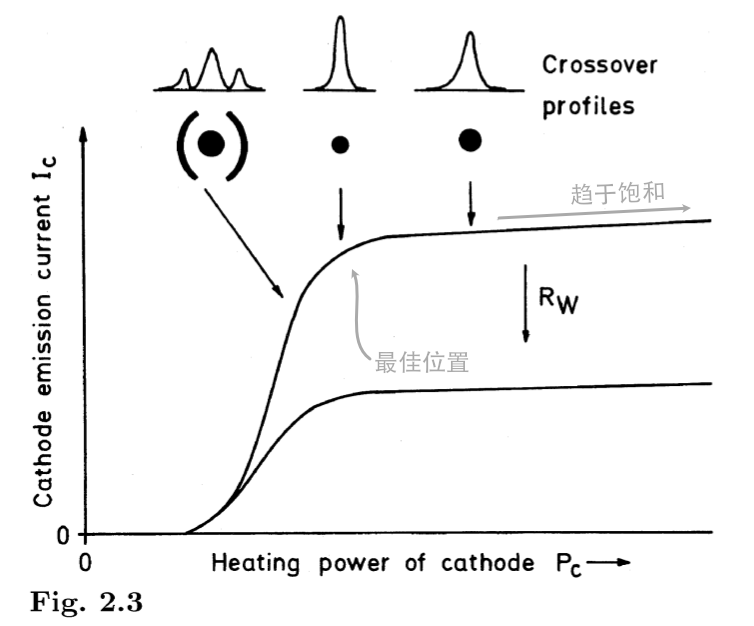 Crossover
profiles
Cathode emission current I_C
趋于饱和
R_W
最佳位置
0
0
Heating power of cathode P_C
Fig. 2.3